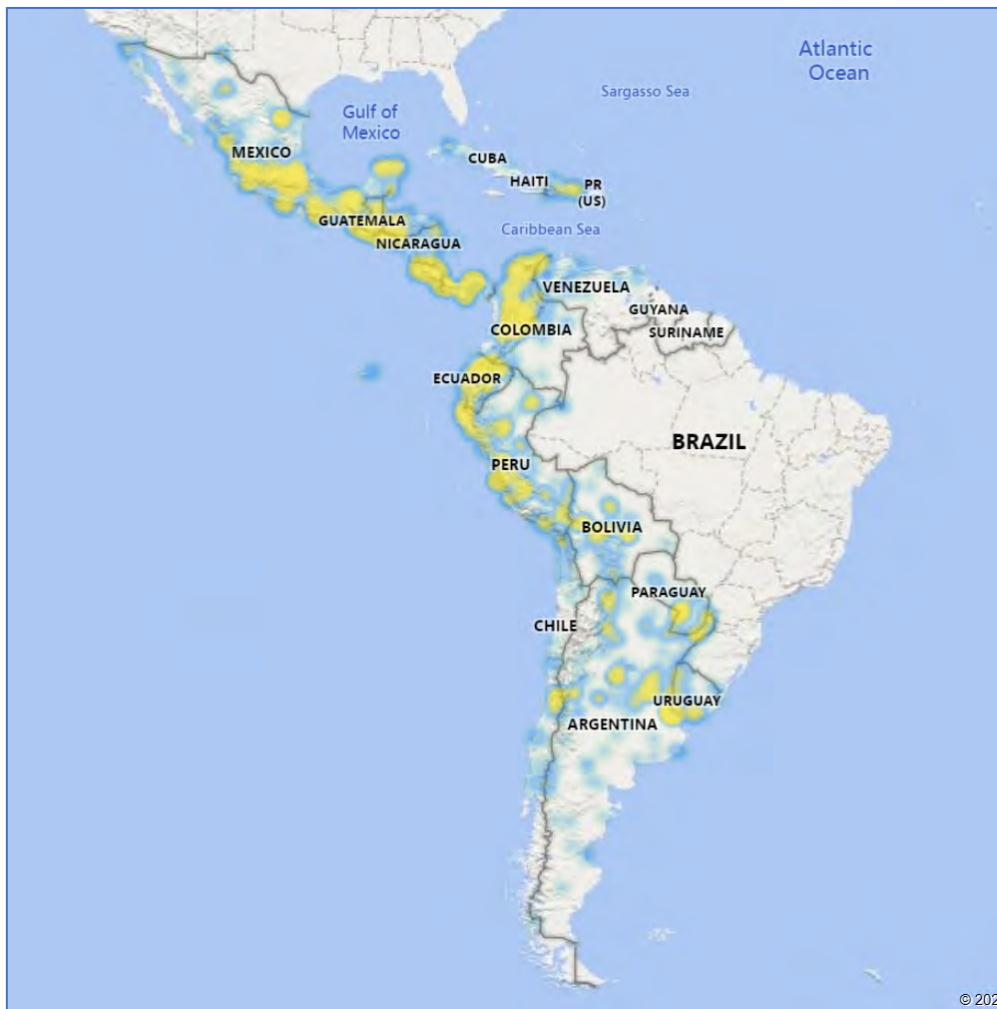 Atlantic
Ocean
Sargasso Sea
Gulf of
Mexico
MEXICO
CUBA
HAITI
PR
(US)
GUATEMALA
Caribbean Sea
NICARAGUA
VENEZUELA
GUYANA
COLOMBIA
SURINAME
ECUADOR
BRAZIL
PERU
BOLIVIA
PARAGUAY
CHILE
URUGUAY
ARGENTINA
© 202